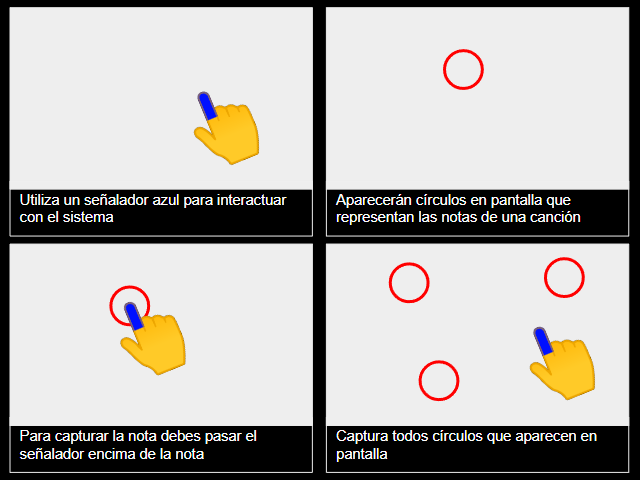 Utiliza un señalador azul para interactuar
con el sistema
Aparecerán círculos en pantalla que
representan las notas de una canción
Para capturar la nota debes pasar el
señalador encima de la nota
Captura todos círculos que aparecen en
pantalla